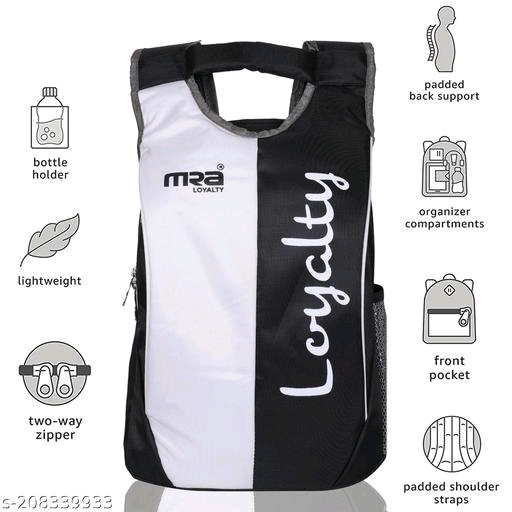 padded
back support
bottle
holder
mra
LOYALTY
Loyalty
organizer
compartments
lightweight
front
pocket
two-way
zipper
padded shoulder
straps
s-208339933